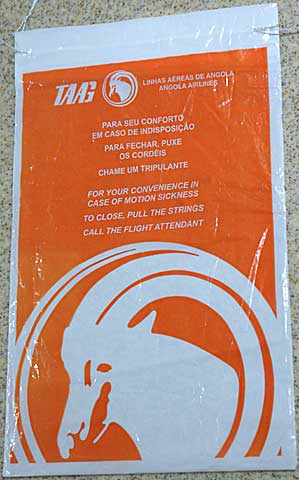 TAAG
LINHAS AÉREAS DE ANGOLA
ANGOLA AIRLINES
PARA SEU CONFORTO
EM CASO DE INDISPOSIÇÃO
PARA FECHAR, PUXE
OS CORDÉIS
CHAME UM TRIPULANTE
FOR YOUR CONVENIENCE IN
CASE OF MOTION SICKNESS
TO CLOSE, PULL THE STRINGS
CALL THE FLIGHT ATTENDANT